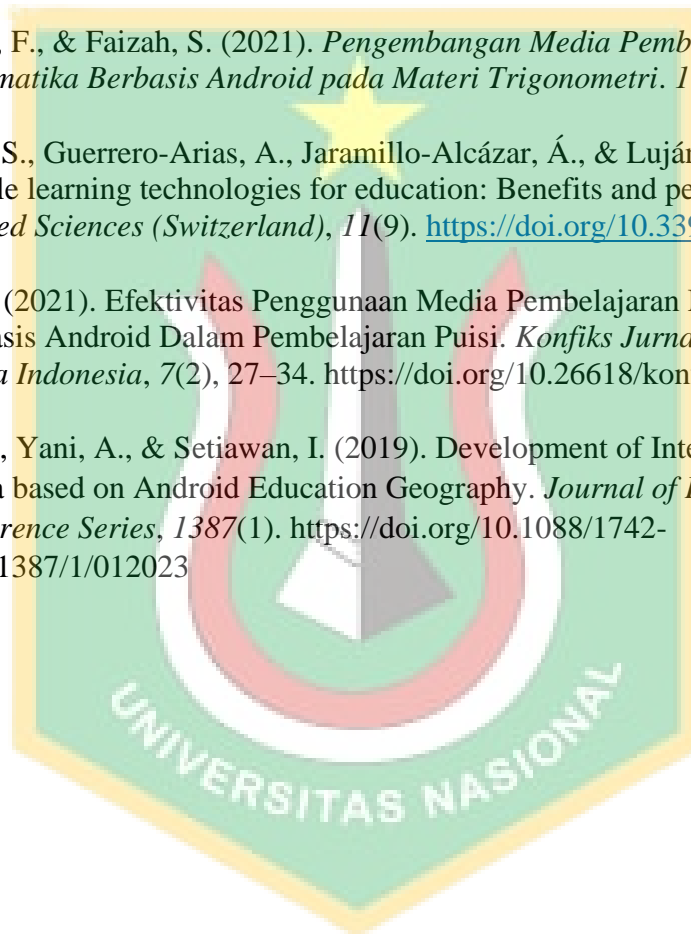 , F., & Faizah, S. (2021). Pengembangan Media Pemb
matika Berbasis Android pada Materi Trigonometri. 1
S., Guerrero-Arias, A., Jaramillo-Alcázar, Á., & Luján
le learning technologies for education: Benefits and pe
ed Sciences (Switzerland), 11(9). https://doi.org/10.339
(2021). Efektivitas Penggunaan Media Pembelajaran
asis Android Dalam Pembelajaran Puisi. Konfiks Jurna
a Indonesia, 7(2), 27–34. https://doi.org/10.26618/kon
, Yani, A., & Setiawan, I. (2019). Development of Inte
a based on Android Education Geography. Journal of
rence Series, 1387(1). https://doi.org/10.1088/1742-
1387/1/012023
UNIVERSITAS NASIONAL